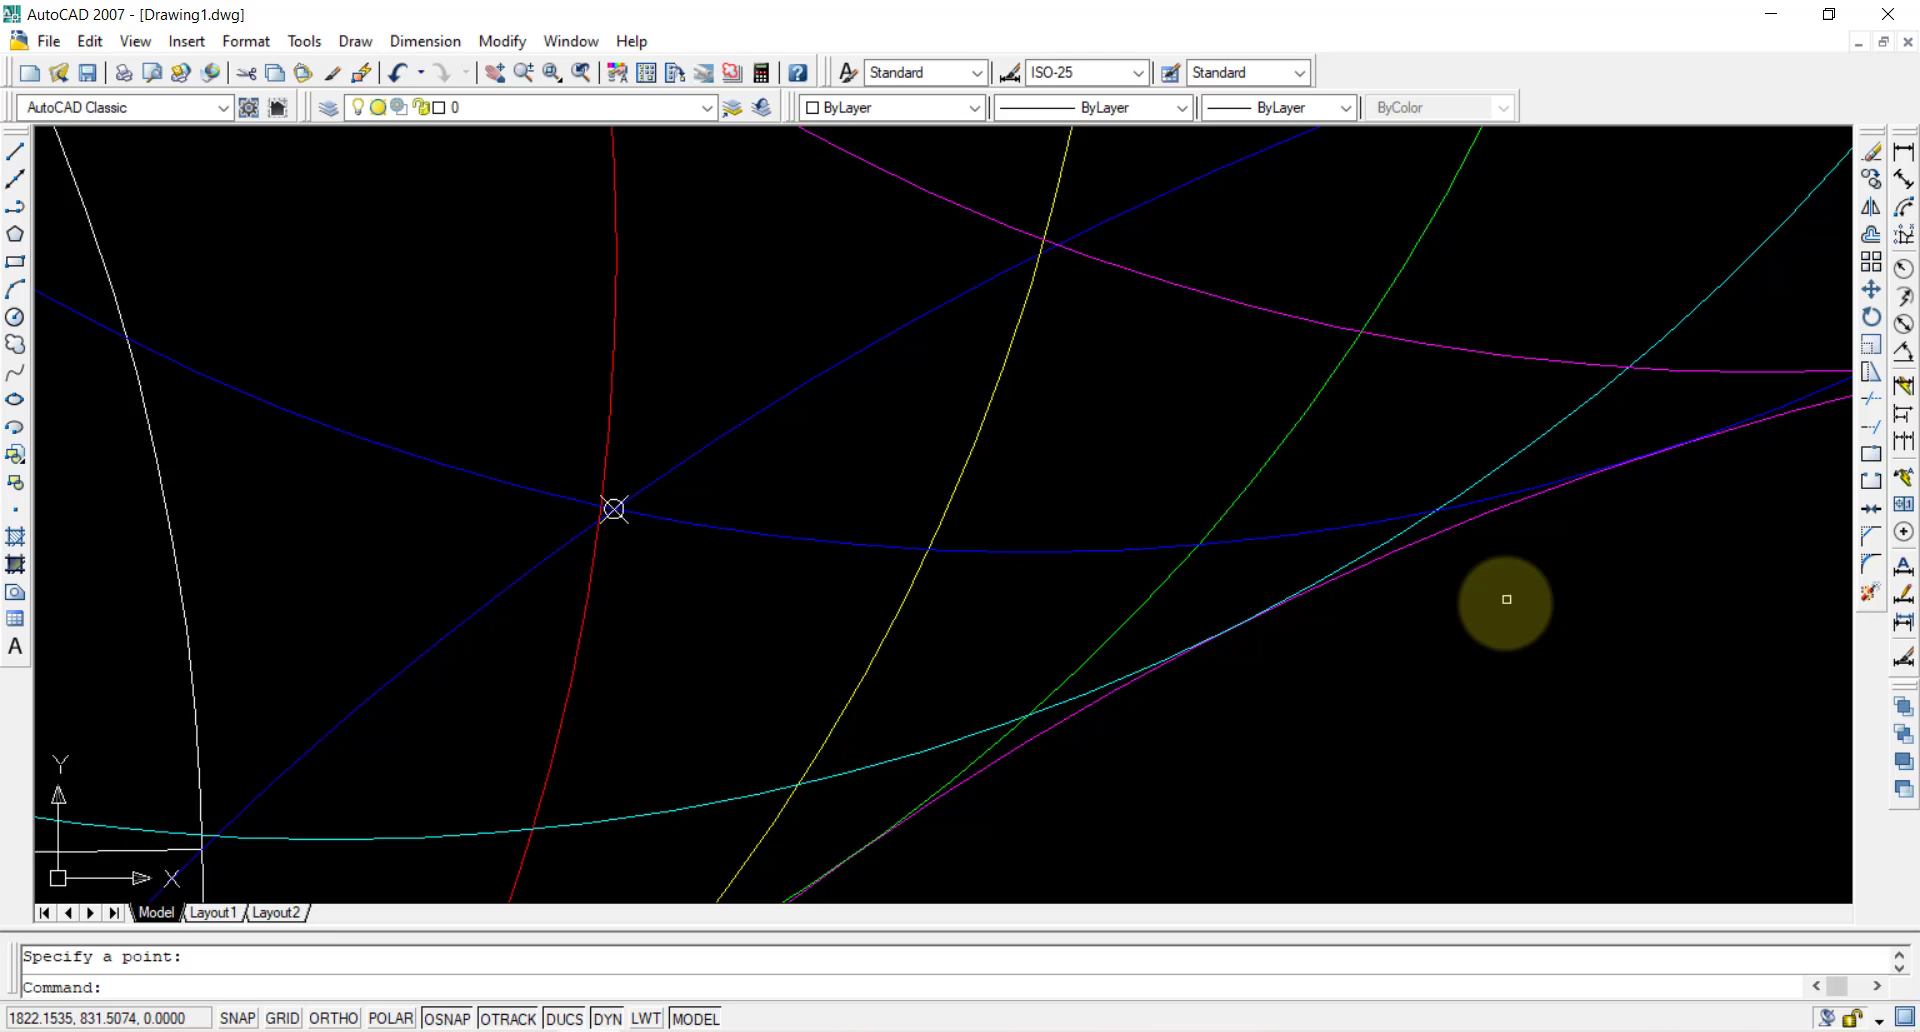 AutoCAD 2007 - [Drawing1.dwg]
File Edit View Insert Format Tools Draw Dimension Modify Window Help
Standard ISO-25 Standard
AutoCAD Classic 0 ByLayer ByLayer ByLayer ByColor
Y
X
A
Model Layout1 Layout2
Specify a point:
Command:
1822.1535, 831.5074, 0.0000 SNAP GRID ORTHO POLAR OSNAP OTRACK DUCS DYN LWT MODEL